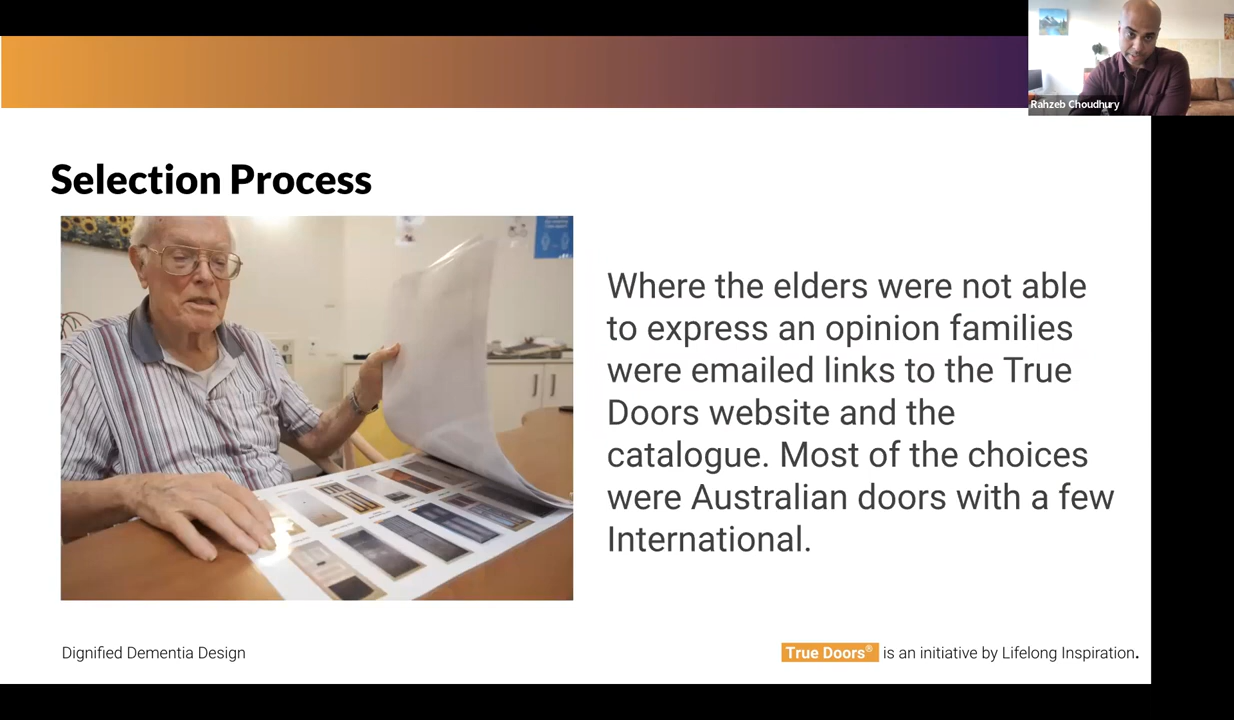 Rahzeb Choudhury
Selection Process
Where the elders were not able
to express an opinion families
were emailed links to the True
Doors website and the
catalogue. Most of the choices
were Australian doors with a few
International.
Dignified Dementia Design
True Doors® is an initiative by Lifelong Inspiration.